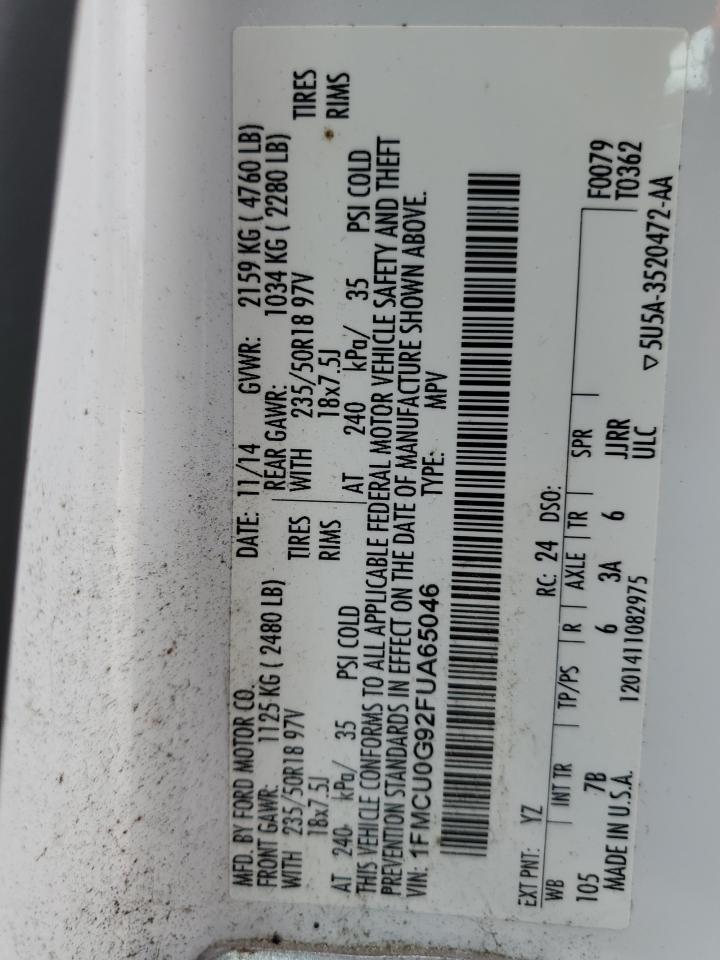 MFD. BY FORD MOTOR CO.
DATE: 11/14 GVWR: 2159 KG ( 4760 LB)
FRONT GAWR: 1125 KG ( 2480 LB) REAR GAWR: 1034 KG ( 2280 LB)
WITH 235/50R18 97V TIRES WITH 235/50R18 97V TIRES
18x7.5J RIMS 18x7.5J RIMS
AT 240 kPa/ 35 PSI COLD AT 240 kPa/ 35 PSI COLD
THIS VEHICLE CONFORMS TO ALL APPLICABLE FEDERAL MOTOR VEHICLE SAFETY AND THEFT
PREVENTION STANDARDS IN EFFECT ON THE DATE OF MANUFACTURE SHOWN ABOVE.
VIN: 1FMCU0G92FUA65046 TYPE: MPV
EXT PNT: YZ RC: 24 DSO:
WB INT TR TP/PS R AXLE TR SPR F0079
105 7B 6 3A 6 JJRR T0362
MADE IN U.S.A. 1201411082975 ULC ▽5U5A-3520472-AA